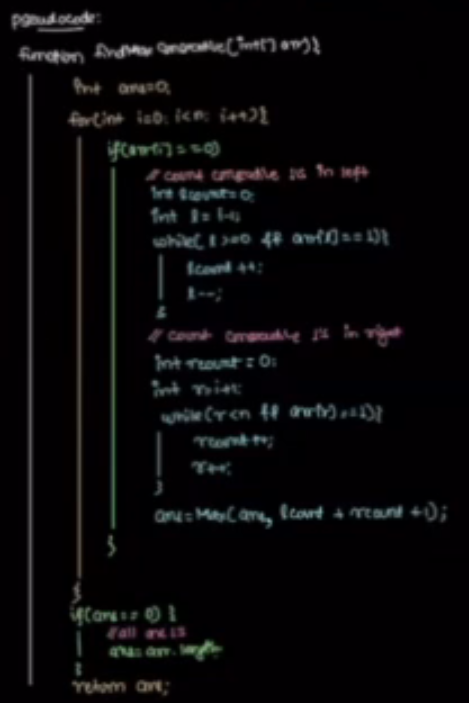 pseudocode:
function findMax consecutive(int[] arr){
int ans=0;
for(int i=0; i<n; i++){
if(arr[i]==0)
// count consecutive 1s in left
int lcount=0;
int l=i-1;
while(l>=0 && arr[l]==1){
lcount++;
l--;
}
// count consecutive 1s in right
int rcount=0;
int r=i+1;
while(r<n && arr[r]==1){
rcount++;
r++;
}
ans=Max(ans, lcount + rcount +1);
}
}
if(ans==0) {
//all are 1s
ans=arr.length
}
return ans;